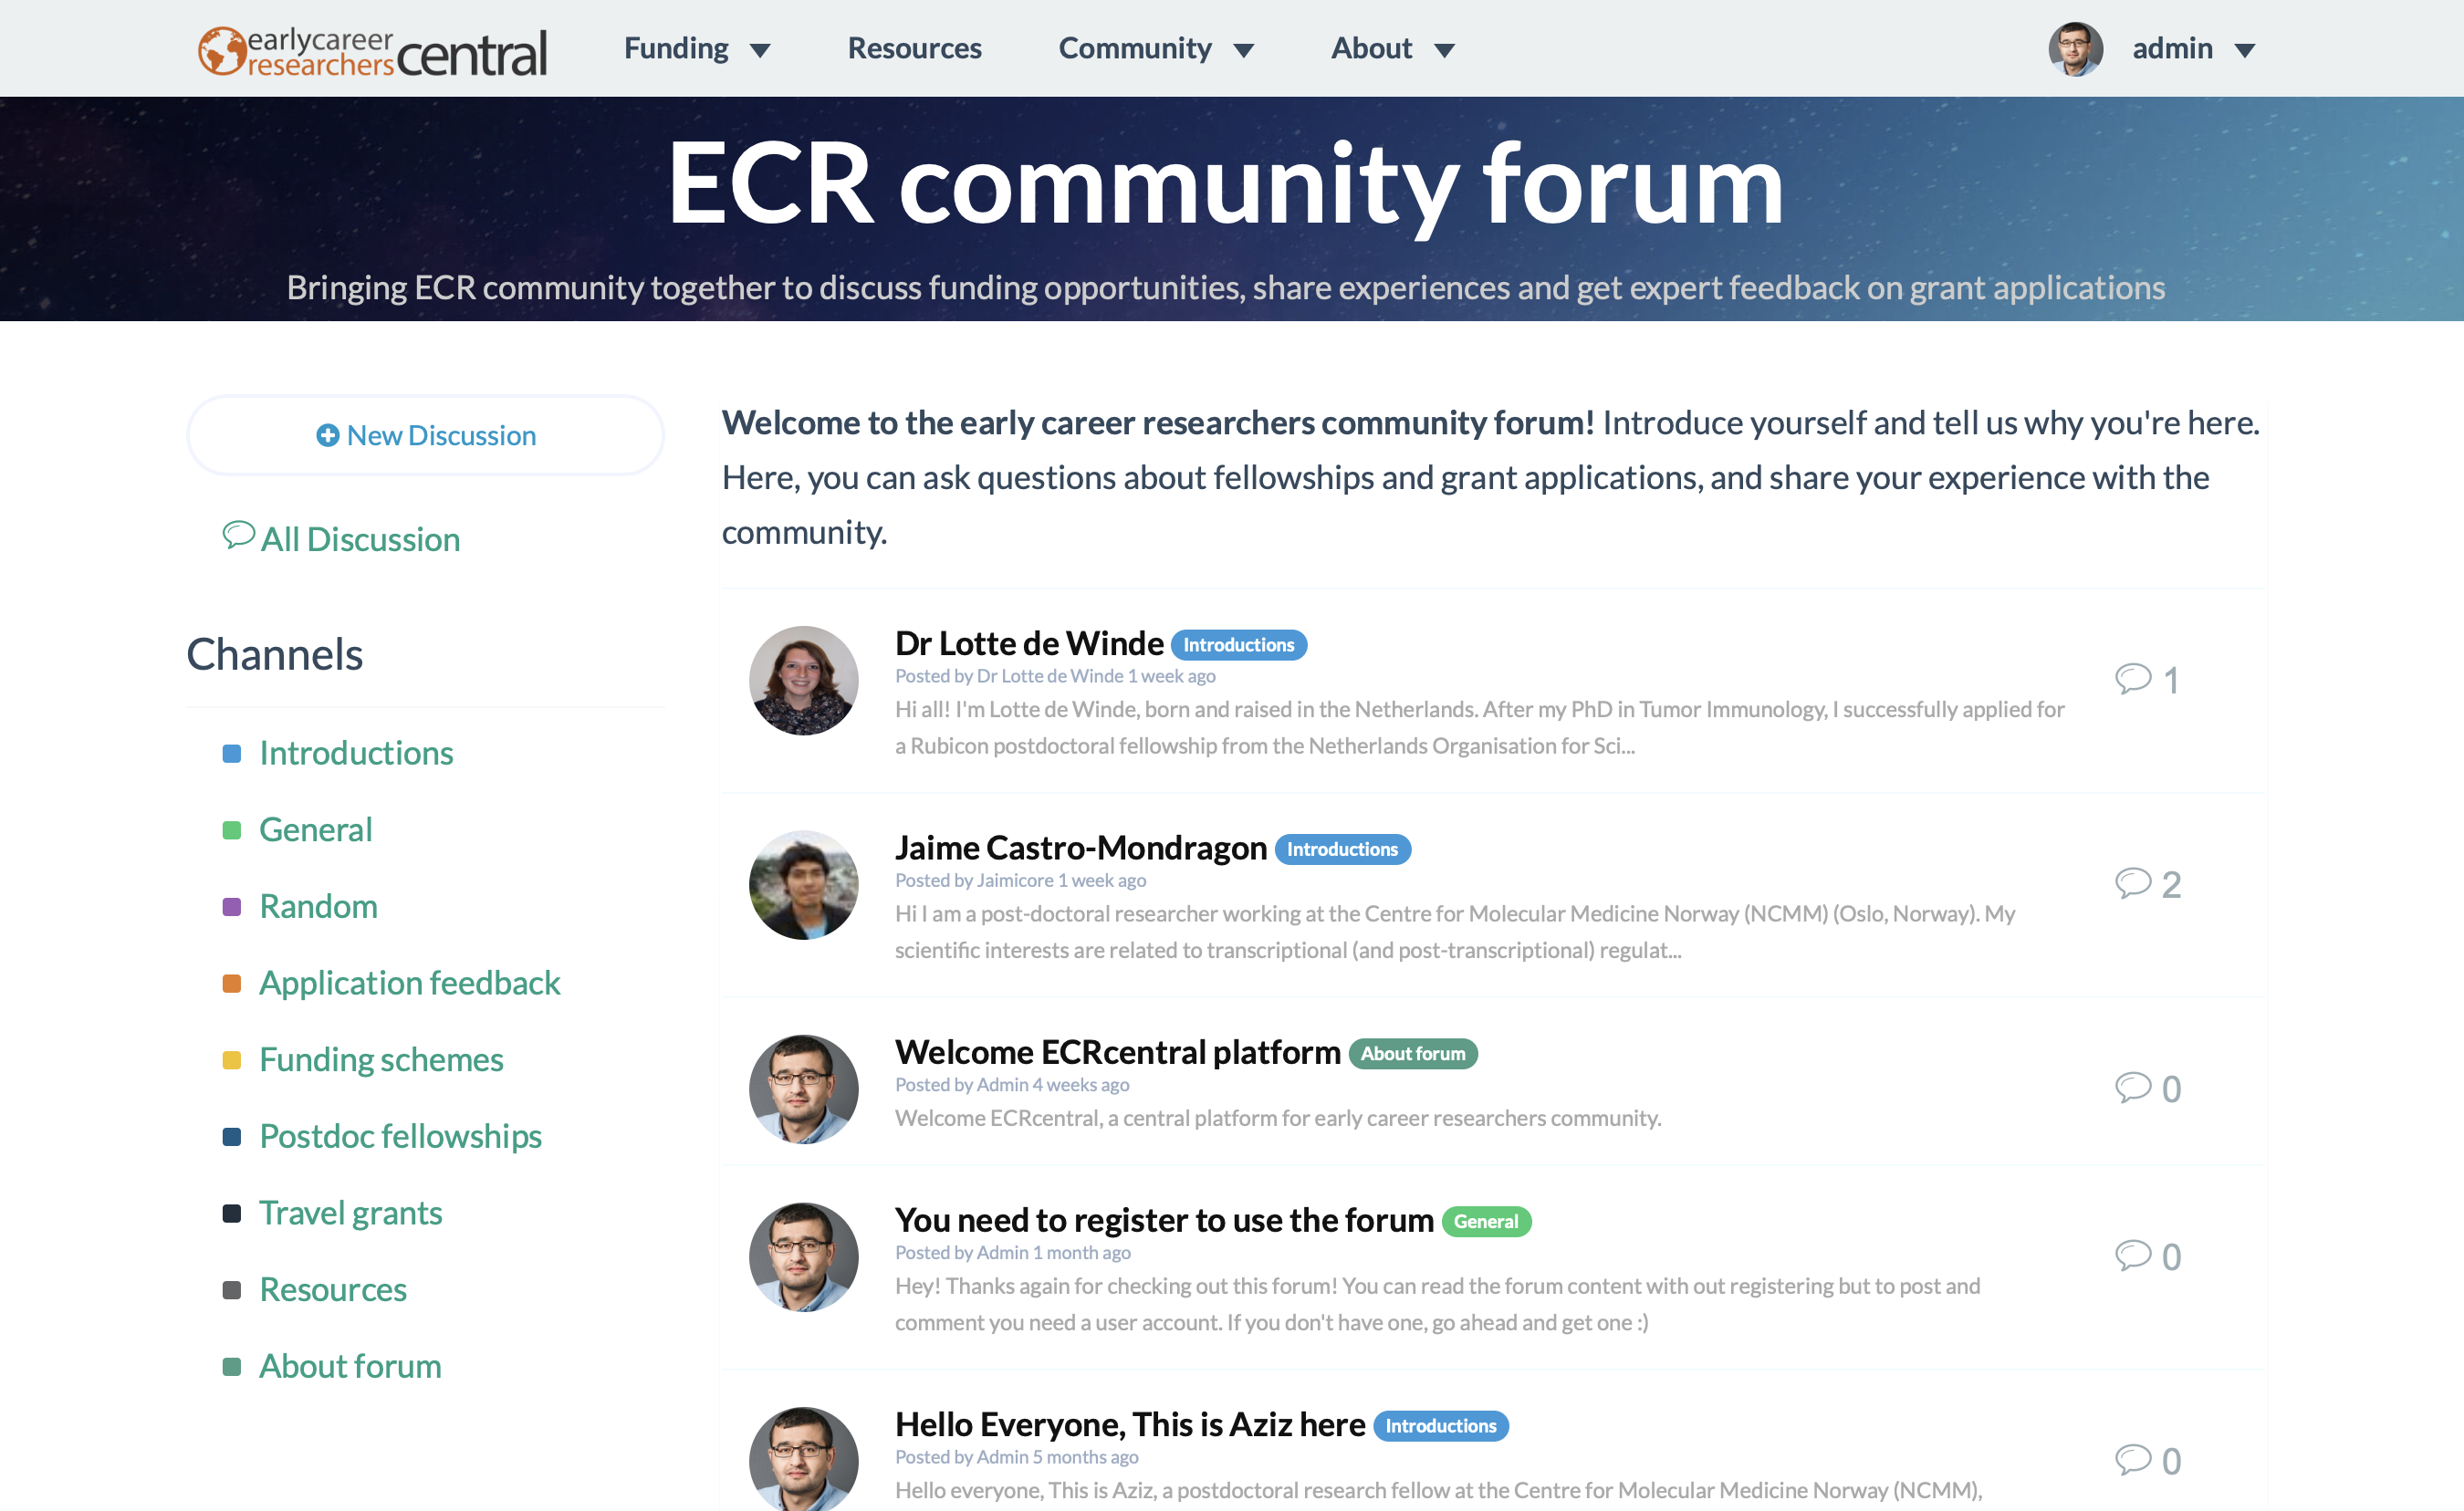 earlycareer researchers central
Funding Resources Community About admin
ECR community forum
Bringing ECR community together to discuss funding opportunities, share experiences and get expert feedback on grant applications
New Discussion
All Discussion
Channels
Introductions
General
Random
Application feedback
Funding schemes
Postdoc fellowships
Travel grants
Resources
About forum
Welcome to the early career researchers community forum! Introduce yourself and tell us why you're here.
Here, you can ask questions about fellowships and grant applications, and share your experience with the
community.
Dr Lotte de Winde Introductions
Posted by Dr Lotte de Winde 1 week ago
Hi all! I'm Lotte de Winde, born and raised in the Netherlands. After my PhD in Tumor Immunology, I successfully applied for
a Rubicon postdoctoral fellowship from the Netherlands Organisation for Sci...
1
Jaime Castro-Mondragon Introductions
Posted by Jaimicore 1 week ago
Hi I am a post-doctoral researcher working at the Centre for Molecular Medicine Norway (NCMM) (Oslo, Norway). My
scientific interests are related to transcriptional (and post-transcriptional) regulat...
2
Welcome ECRcentral platform About forum
Posted by Admin 4 weeks ago
Welcome ECRcentral, a central platform for early career researchers community.
0
You need to register to use the forum General
Posted by Admin 1 month ago
Hey! Thanks again for checking out this forum! You can read the forum content with out registering but to post and
comment you need a user account. If you don't have one, go ahead and get one :)
0
Hello Everyone, This is Aziz here Introductions
Posted by Admin 5 months ago
Hello everyone, This is Aziz, a postdoctoral research fellow at the Centre for Molecular Medicine Norway (NCMM),
0